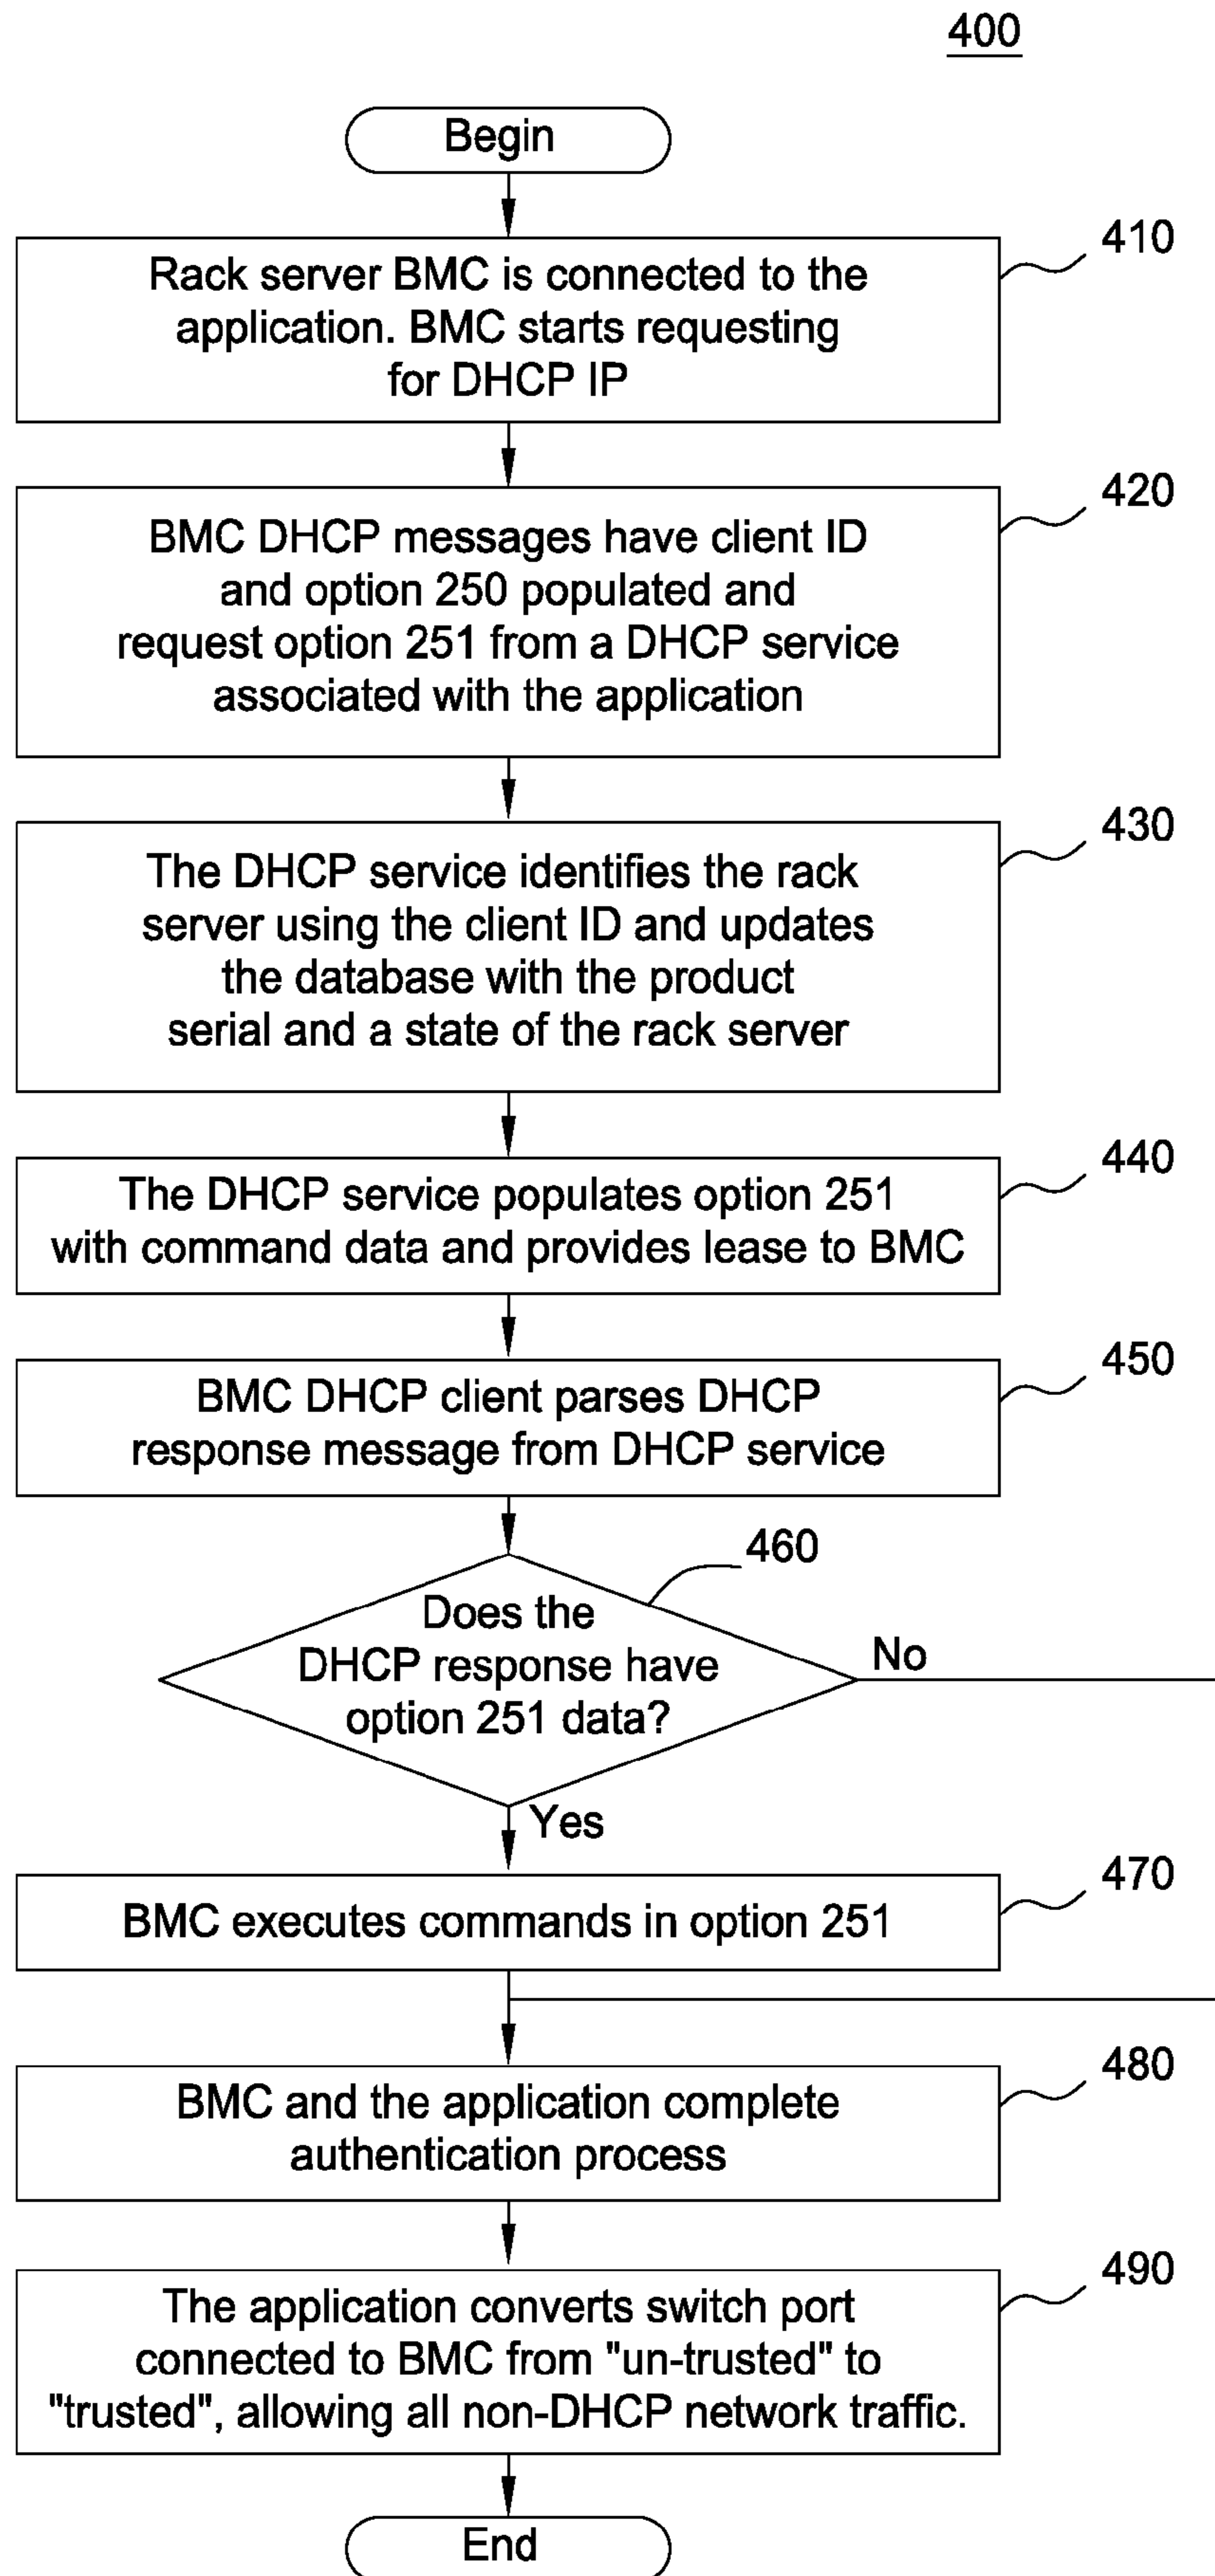 400
Begin
410
Rack server BMC is connected to the
application. BMC starts requesting
for DHCP IP
420
BMC DHCP messages have client ID
and option 250 populated and
request option 251 from a DHCP service
associated with the application
430
The DHCP service identifies the rack
server using the client ID and updates
the database with the product
serial and a state of the rack server
440
The DHCP service populates option 251
with command data and provides lease to BMC
450
BMC DHCP client parses DHCP
response message from DHCP service
460
Does the
DHCP response have
option 251 data?
No
Yes
470
BMC executes commands in option 251
480
BMC and the application complete
authentication process
490
The application converts switch port
connected to BMC from "un-trusted" to
"trusted", allowing all non-DHCP network traffic.
End